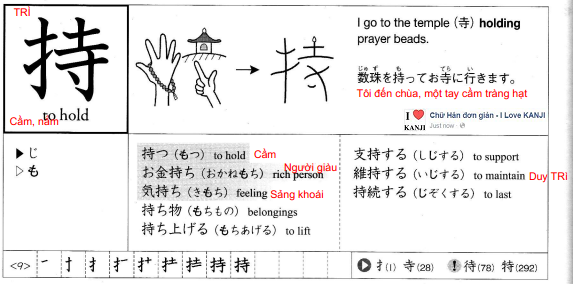 TRÌ
持
to hold
Cầm, nắm
I go to the temple (寺) holding
prayer beads.
じゅず も てら い
数珠を持ってお寺に行きます。
Tôi đến chùa, một tay cầm tràng hạt
I ❤ KANJI
Chữ Hán đơn giản - I Love KANJI
Just now
▶ じ
▷ も
持つ (もつ) to hold Cầm
お金持ち (おかねもち) rich person Người giàu
気持ち (きもち) feeling Sảng khoái
持ち物 (もちもの) belongings
持ち上げる (もちあげる) to lift
支持する (しじする) to support
維持する (いじする) to maintain Duy TRì
持続する (じぞくする) to last
<9> 持 持
扌(1) 寺(28) 待(78) 特(292)